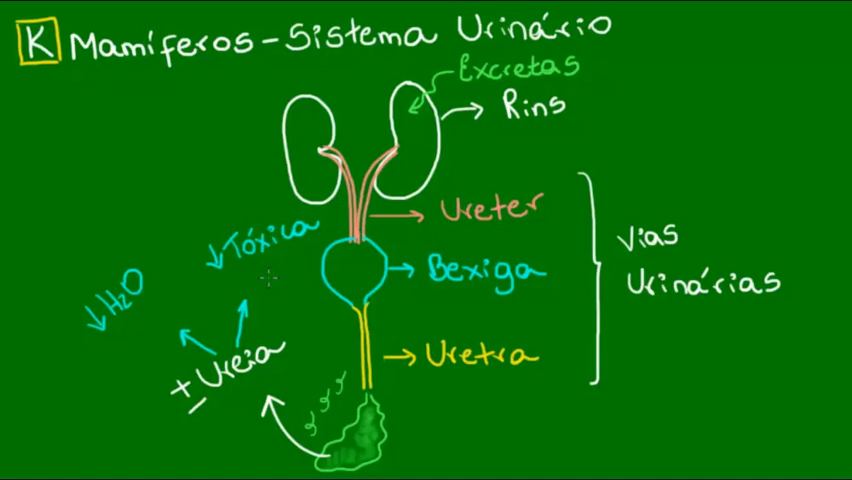 K Mamíferos - Sistema Urinário
Excretas
Rins
Ureter
↓Tóxica
Vias
Urinárias
Bexiga
↓H₂O
Uretra
± Ureia